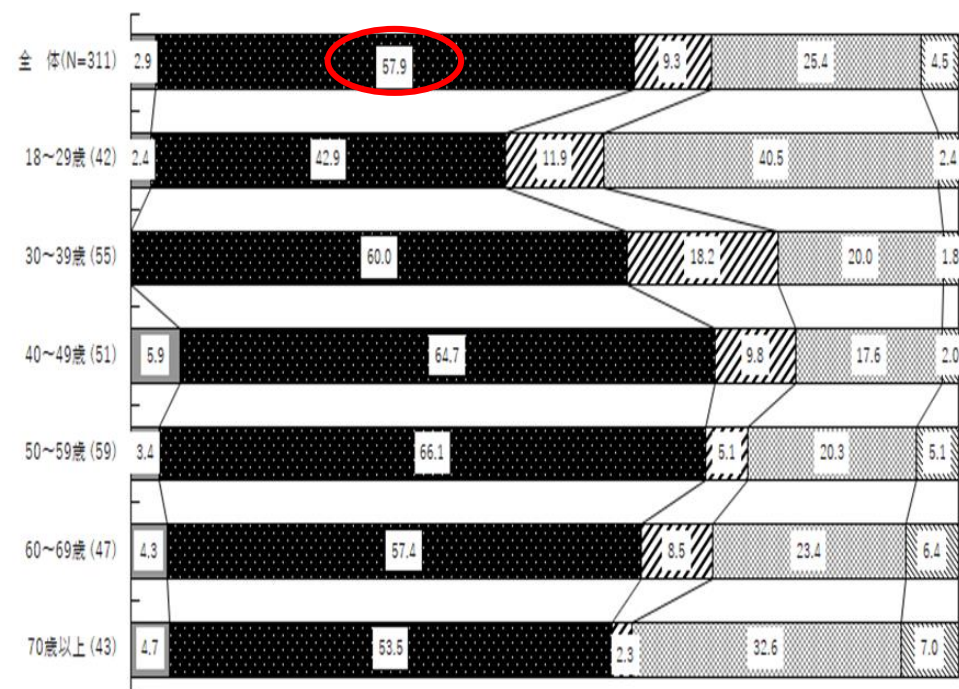 全 体(N=311) 2.9 57.9 9.3 25.4 4.5
18～29歳(42) 2.4 42.9 11.9 40.5 2.4
30～39歳(55) 60.0 18.2 20.0 1.8
40～49歳(51) 5.9 64.7 9.8 17.6 2.0
50～59歳(59) 3.4 66.1 5.1 20.3 5.1
60～69歳(47) 4.3 57.4 8.5 23.4 6.4
70歳以上(43) 4.7 53.5 2.3 32.6 7.0